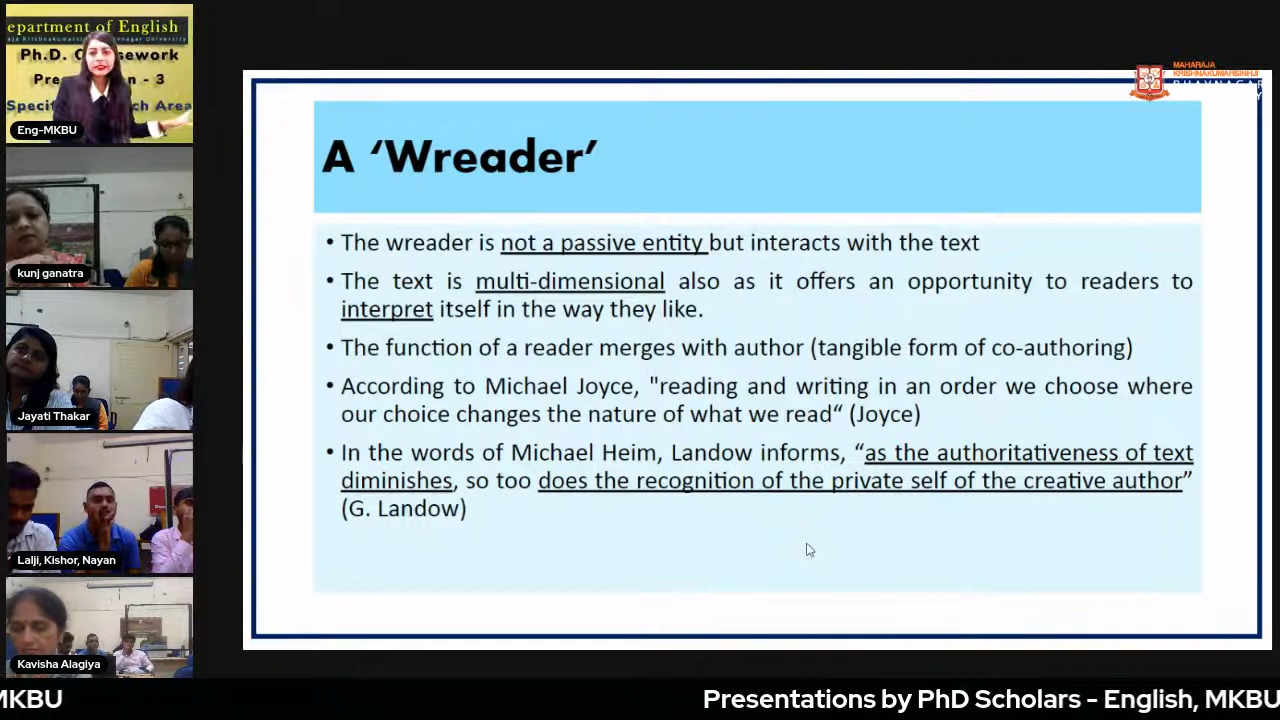 epartment of English
Ph.D. C sework
Pre n - 3
Specif ch Area
Eng-MKBU
kunj ganatra
Jayati Thakar
Lalji, Kishor, Nayan
Kavisha Alagiya
MAHARAJA
KRISHNAKUMARSINHJI
BHAVNAGAR
A ‘Wreader’
• The wreader is not a passive entity but interacts with the text
• The text is multi-dimensional also as it offers an opportunity to readers to
interpret itself in the way they like.
• The function of a reader merges with author (tangible form of co-authoring)
• According to Michael Joyce, "reading and writing in an order we choose where
our choice changes the nature of what we read“ (Joyce)
• In the words of Michael Heim, Landow informs, “as the authoritativeness of text
diminishes, so too does the recognition of the private self of the creative author”
(G. Landow)
MKBU
Presentations by PhD Scholars - English, MKBU